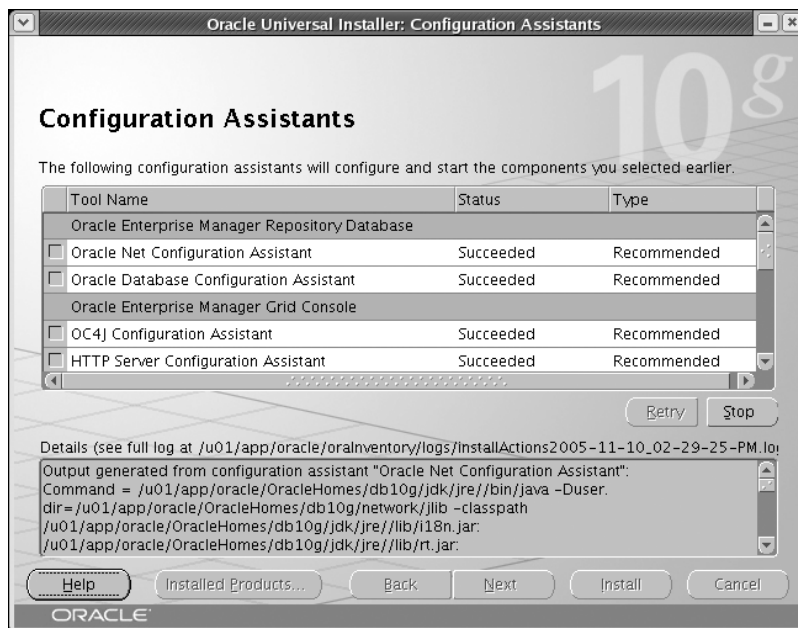 Oracle Universal Installer: Configuration Assistants
10g
Configuration Assistants
The following configuration assistants will configure and start the components you selected earlier.
Tool Name Status Type
Oracle Enterprise Manager Repository Database
Oracle Net Configuration Assistant Succeeded Recommended
Oracle Database Configuration Assistant Succeeded Recommended
Oracle Enterprise Manager Grid Console
OC4J Configuration Assistant Succeeded Recommended
HTTP Server Configuration Assistant Succeeded Recommended
Retry Stop
Details (see full log at /u01/app/oracle/oraInventory/logs/installActions2005-11-10_02-29-25-PM.log
Output generated from configuration assistant "Oracle Net Configuration Assistant":
Command = /u01/app/oracle/OracleHomes/db10g/jdk/jre//bin/java -Duser.
dir=/u01/app/oracle/OracleHomes/db10g/network/jlib -classpath
/u01/app/oracle/OracleHomes/db10g/jdk/jre//lib/i18n.jar:
/u01/app/oracle/OracleHomes/db10g/jdk/jre//lib/rt.jar:
Help Installed Products... Back Next Install Cancel
ORACLE